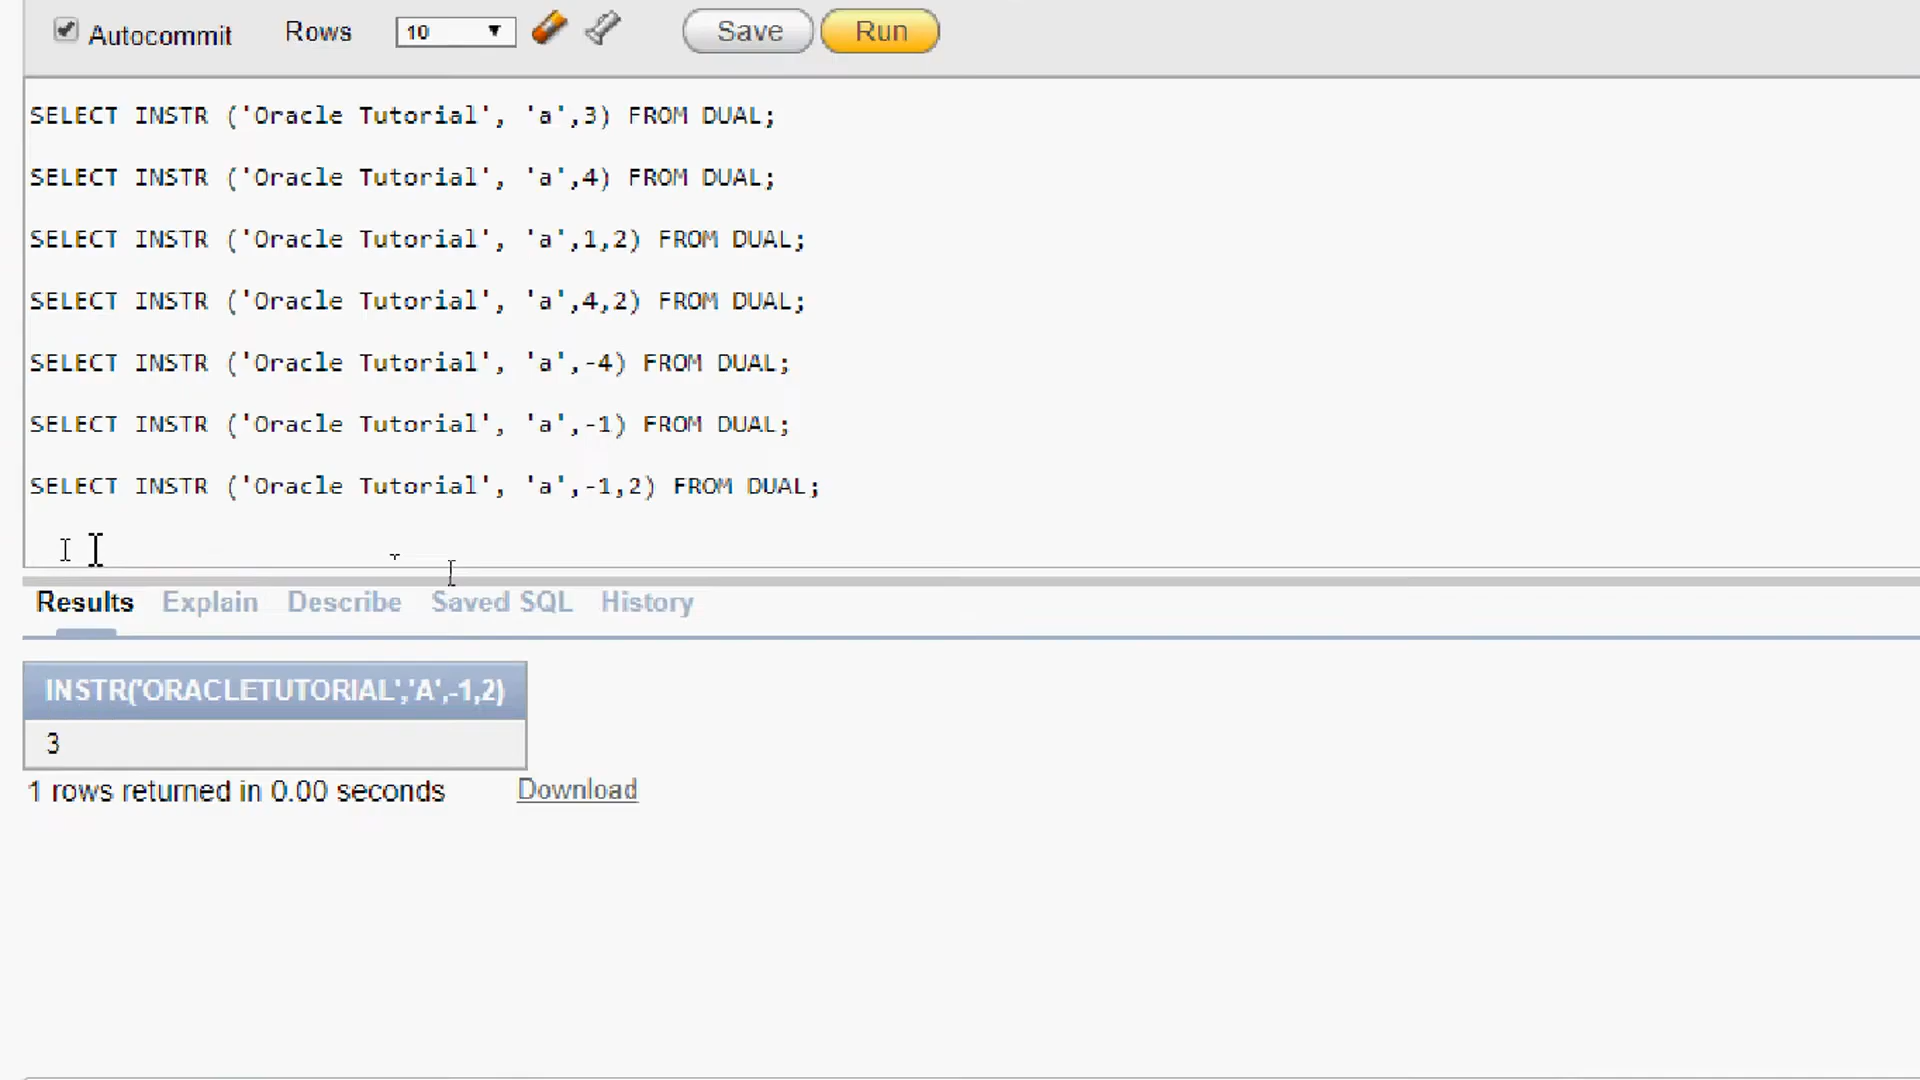 Autocommit Rows 10 Save Run
SELECT INSTR ('Oracle Tutorial', 'a',3) FROM DUAL;
SELECT INSTR ('Oracle Tutorial', 'a',4) FROM DUAL;
SELECT INSTR ('Oracle Tutorial', 'a',1,2) FROM DUAL;
SELECT INSTR ('Oracle Tutorial', 'a',4,2) FROM DUAL;
SELECT INSTR ('Oracle Tutorial', 'a',-4) FROM DUAL;
SELECT INSTR ('Oracle Tutorial', 'a',-1) FROM DUAL;
SELECT INSTR ('Oracle Tutorial', 'a',-1,2) FROM DUAL;
Results Explain Describe Saved SQL History
INSTR('ORACLETUTORIAL','A',-1,2)
3
1 rows returned in 0.00 seconds Download